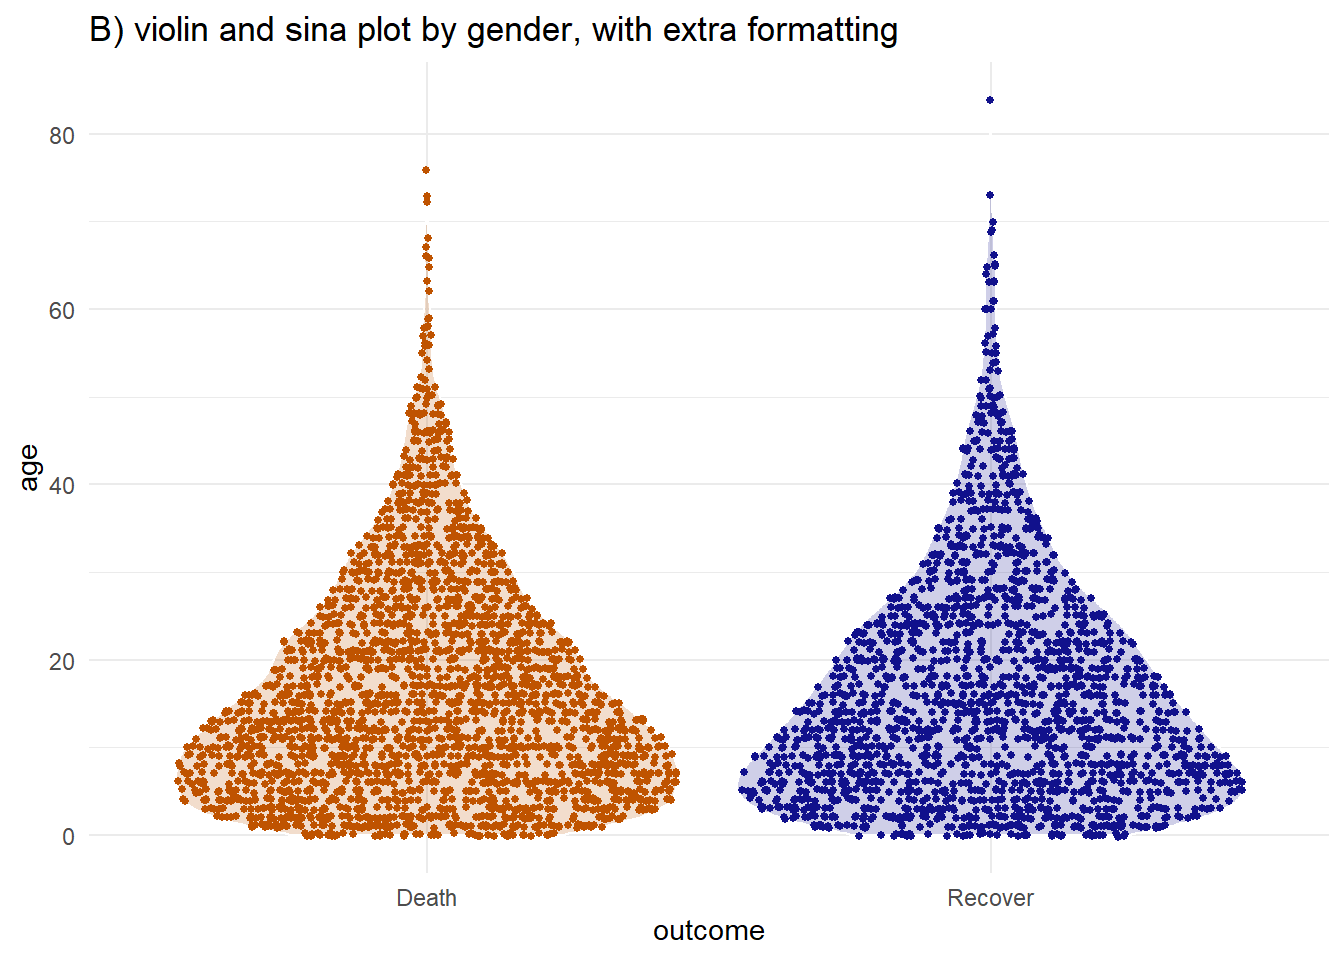 B) violin and sina plot by gender, with extra formatting
80
60
40
20
0
age
Death
Recover
outcome